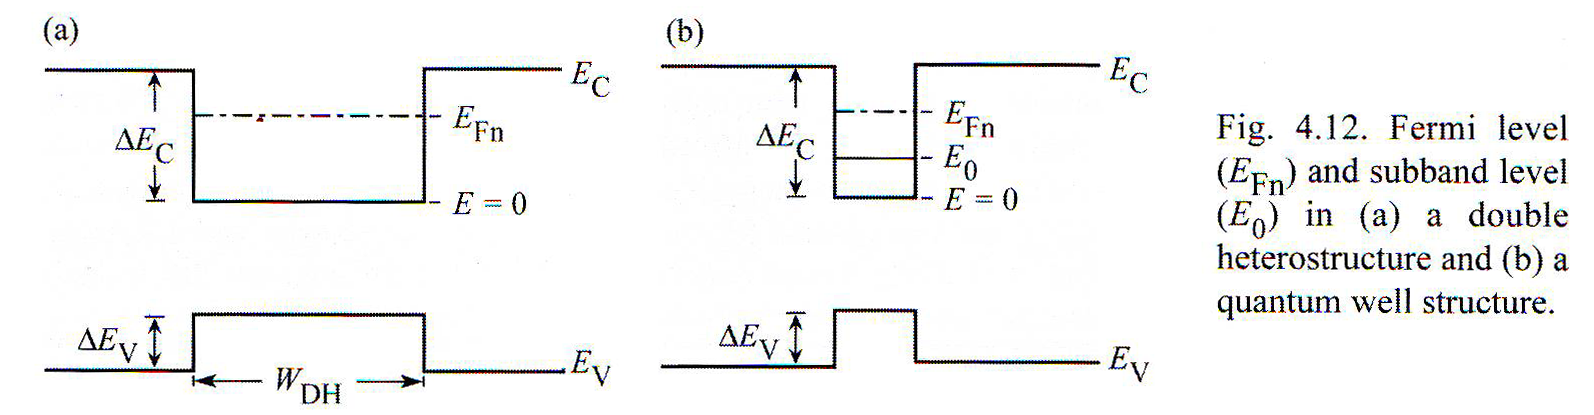 (a)
E_C
E_Fn
ΔE_C
E = 0
ΔE_V
W_DH
E_V
(b)
E_C
E_Fn
ΔE_C
E_0
E = 0
ΔE_V
E_V
Fig. 4.12. Fermi level
(E_Fn) and subband level
(E_0) in (a) a double
heterostructure and (b) a
quantum well structure.